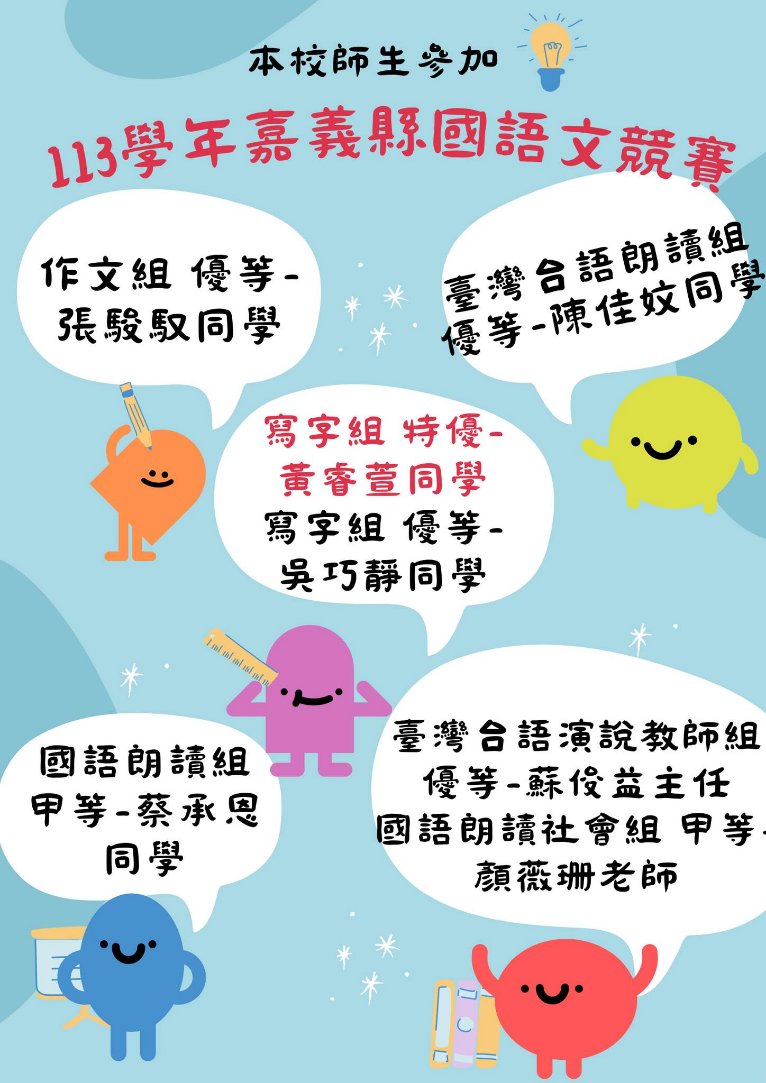 本校師生參加
113學年嘉義縣國語文競賽
作文組 優等-
張駿馭同學
臺灣台語朗讀組
優等-陳佳妏同學
寫字組 特優-
黃睿萱同學
寫字組 優等-
吳巧靜同學
國語朗讀組
甲等-蔡承恩
同學
臺灣台語演說教師組
優等-蘇俊益主任
國語朗讀社會組 甲等-
顏薇珊老師